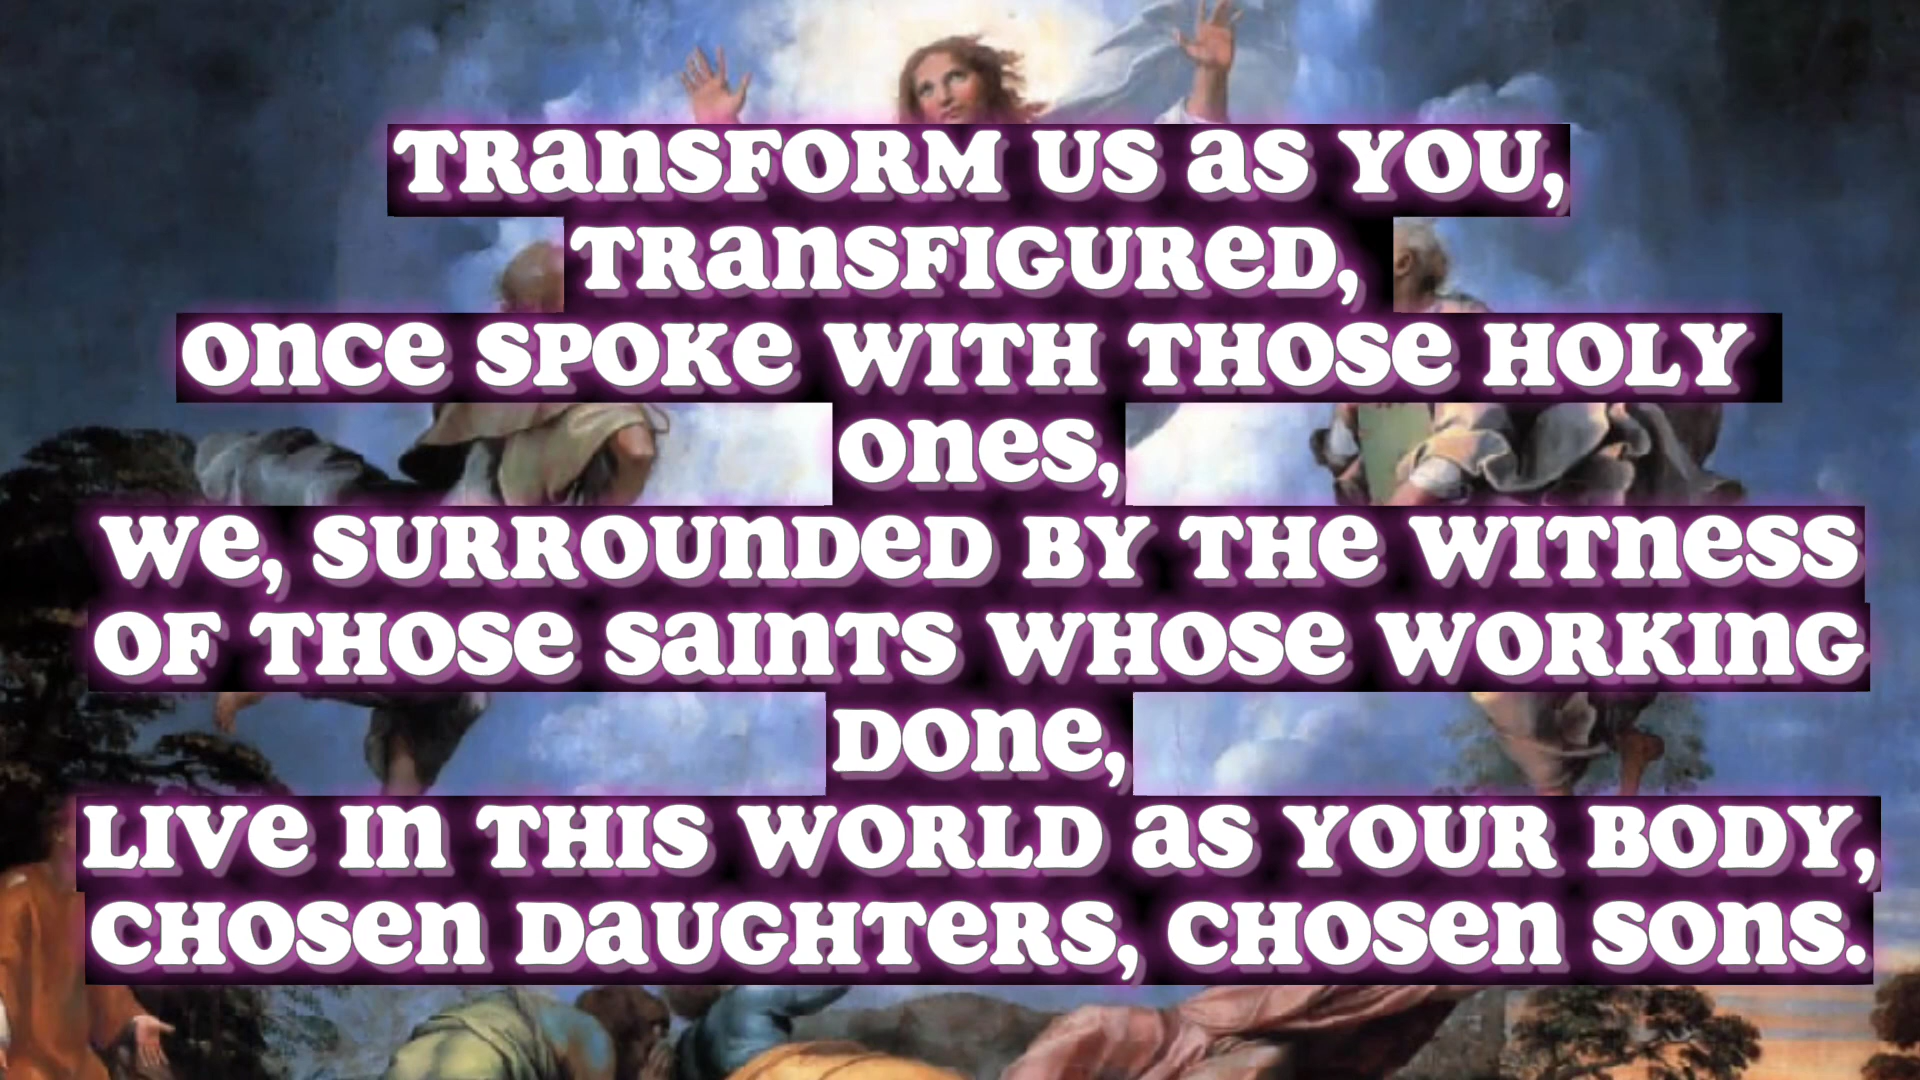 TRANSFORM US AS YOU,
TRANSFIGURED,
ONCE SPOKE WITH THOSE HOLY
ONES,
WE, SURROUNDED BY THE WITNESS
OF THOSE SAINTS WHOSE WORKING
DONE,
LIVE IN THIS WORLD AS YOUR BODY,
CHOSEN DAUGHTERS, CHOSEN SONS.